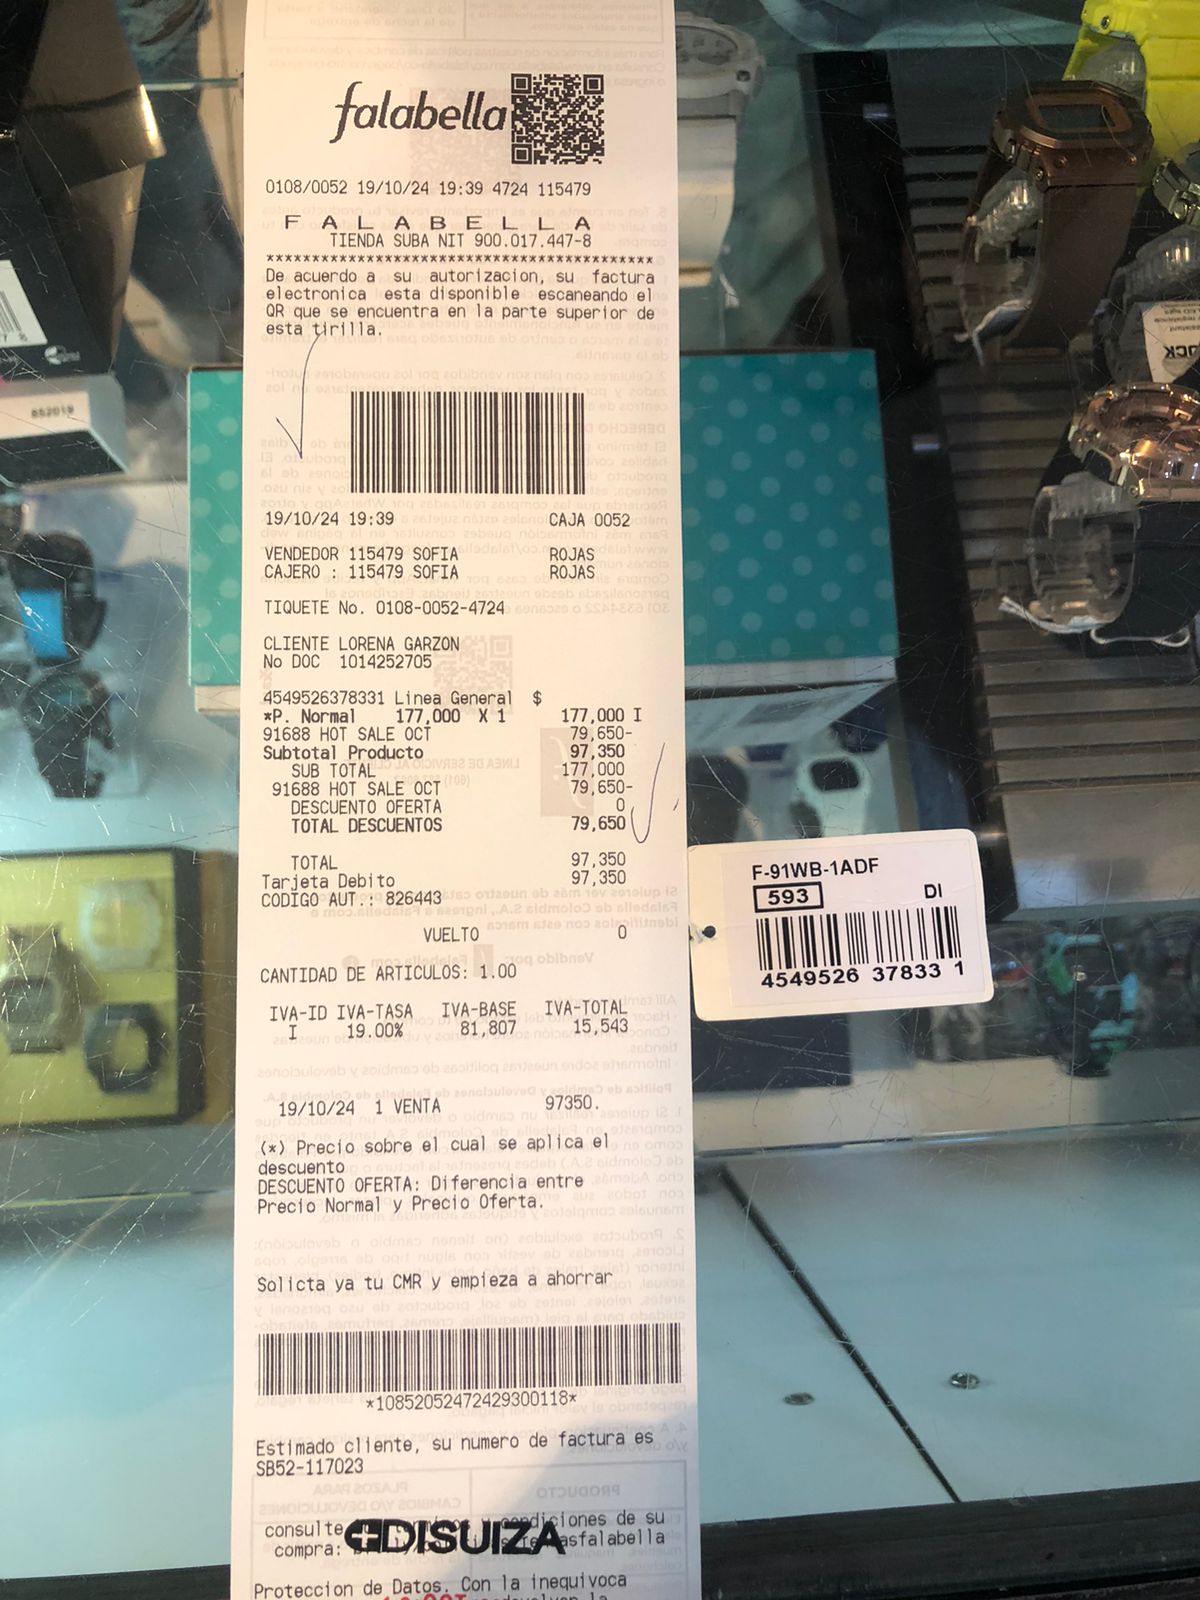 falabella
0108/0052 19/10/24 19:39 4724 115479
F A L A B E L L A
TIENDA SUBA NIT 900.017.447-8
*******************************************
De acuerdo a su autorizacion, su factura
electronica esta disponible escaneando el
QR que se encuentra en la parte superior de
esta tirilla.
19/10/24 19:39 CAJA 0052
VENDEDOR 115479 SOFIA ROJAS
CAJERO : 115479 SOFIA ROJAS
TIQUETE No. 0108-0052-4724
CLIENTE LORENA GARZON
No DOC 1014252705
4549526378331 Linea General $
*P. Normal 177,000 X 1 177,000 I
91688 HOT SALE OCT 79,650-
Subtotal Producto 97,350
SUB TOTAL 177,000
91688 HOT SALE OCT 79,650-
DESCUENTO OFERTA 0
TOTAL DESCUENTOS 79,650
TOTAL 97,350
Tarjeta Debito 97,350
CODIGO AUT.: 826443
VUELTO 0
CANTIDAD DE ARTICULOS: 1.00
IVA-ID IVA-TASA IVA-BASE IVA-TOTAL
I 19.00% 81,807 15,543
19/10/24 1 VENTA 97350.
(*) Precio sobre el cual se aplica el
descuento
DESCUENTO OFERTA: Diferencia entre
Precio Normal y Precio Oferta.
Solicta ya tu CMR y empieza a ahorrar
*10852052472429300118*
Estimado cliente, su numero de factura es
SB52-117023
consulte condiciones de su
compra: asfalabella
DISUIZA
Proteccion de Datos. Con la inequivoca
F-91WB-1ADF
593 DI
4549526 37833 1
652019